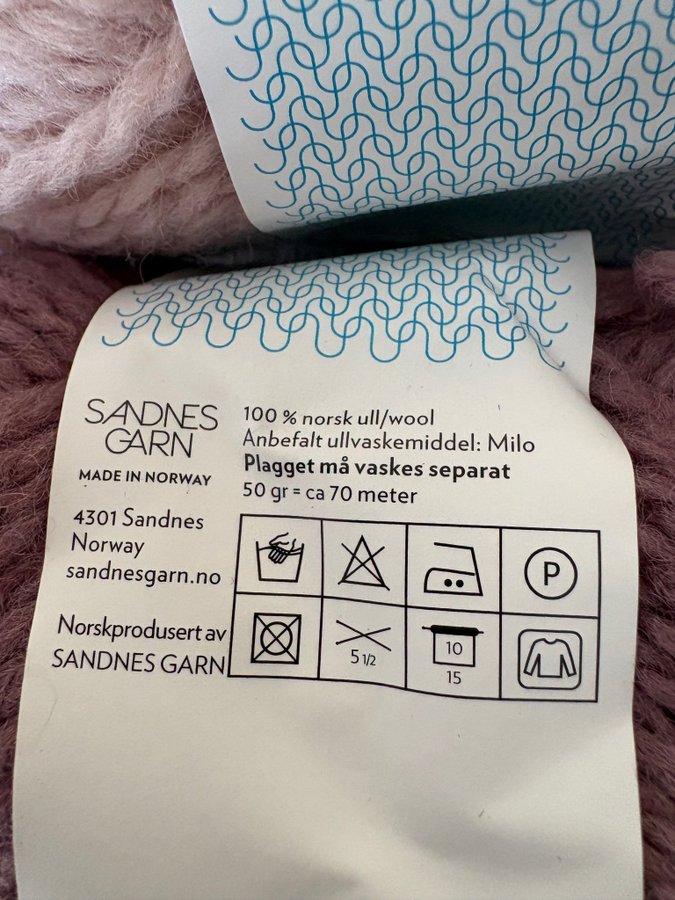 SANDNES
GARN
MADE IN NORWAY
4301 Sandnes
Norway
sandnesgarn.no
Norskprodusert av
SANDNES GARN
100 % norsk ull/wool
Anbefalt ullvaskemiddel: Milo
Plagget må vaskes separat
50 gr = ca 70 meter
P
5 1/2
10
15